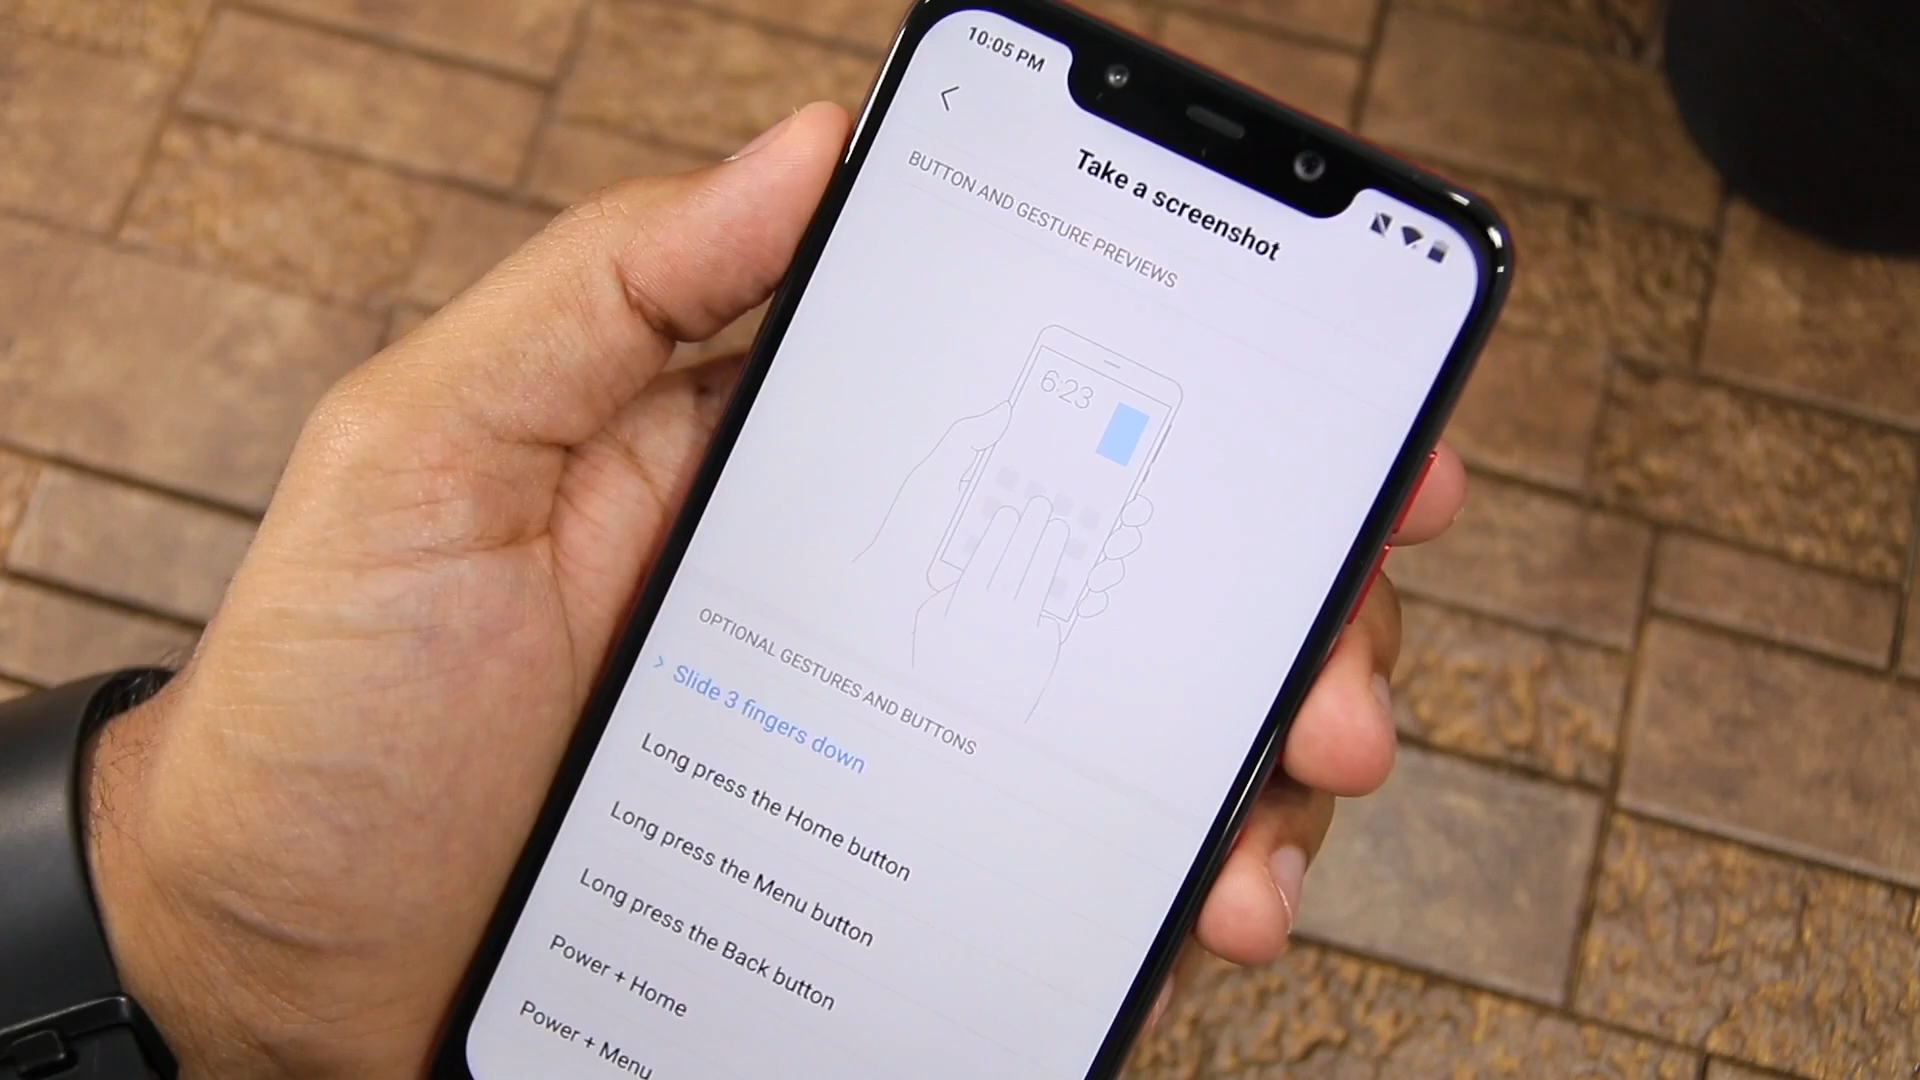 10:05 PM
Take a screenshot
BUTTON AND GESTURE PREVIEWS
6:23
OPTIONAL GESTURES AND BUTTONS
Slide 3 fingers down
Long press the Home button
Long press the Menu button
Long press the Back button
Power + Home
Power + Menu